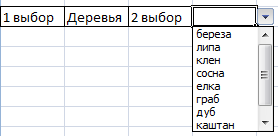 1 выбор Деревья 2 выбор
береза
липа
клен
сосна
елка
граб
дуб
каштан